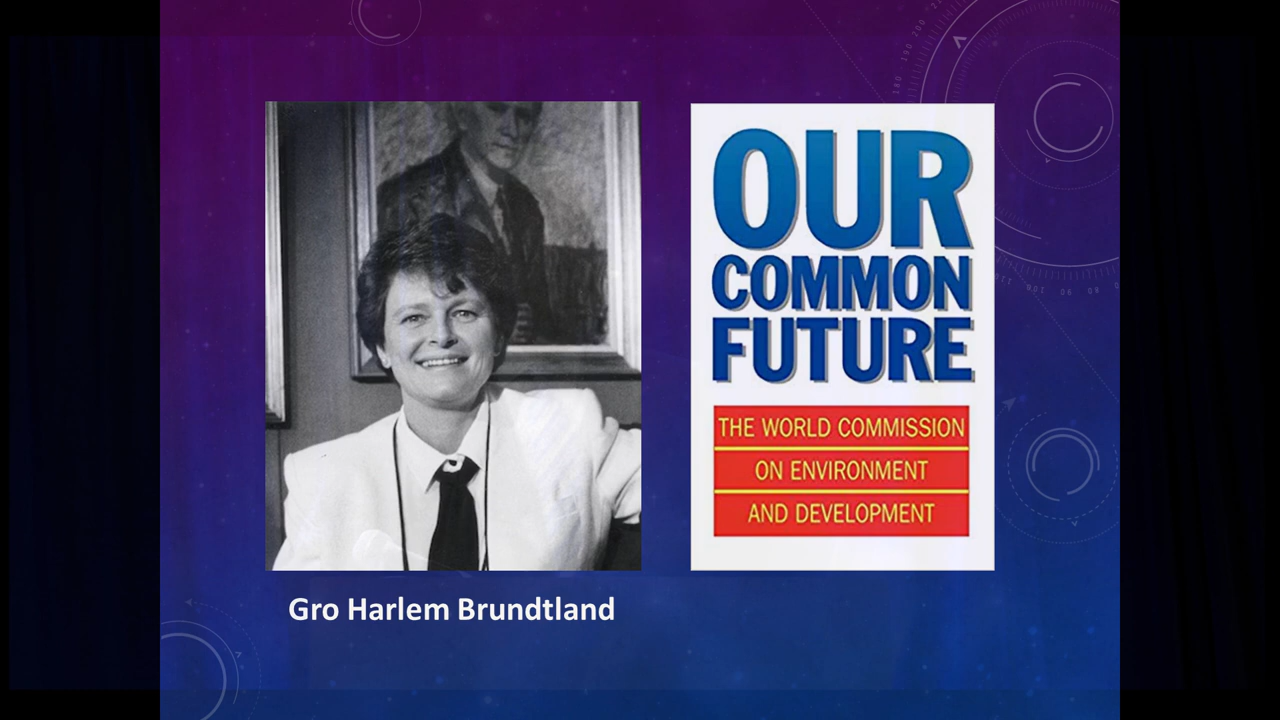 OUR
COMMON
FUTURE
THE WORLD COMMISSION
ON ENVIRONMENT
AND DEVELOPMENT
Gro Harlem Brundtland